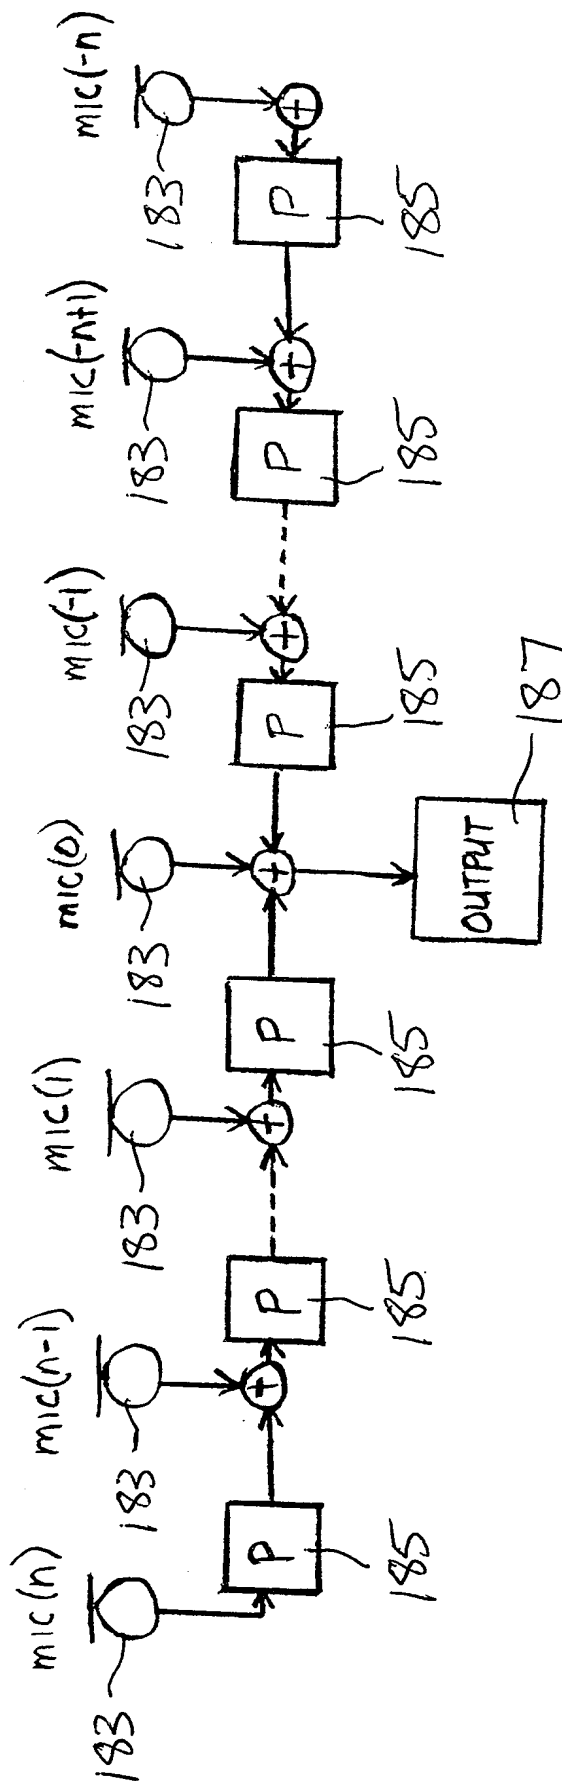 mic(n) mic(n-1) mic(1) mic(0) mic(-1) mic(-n+1) mic(-n)
183 183 183 183 183 183 183
+ + + + + +
P P P P P P
185 185 185 185 185 185
OUTPUT
187